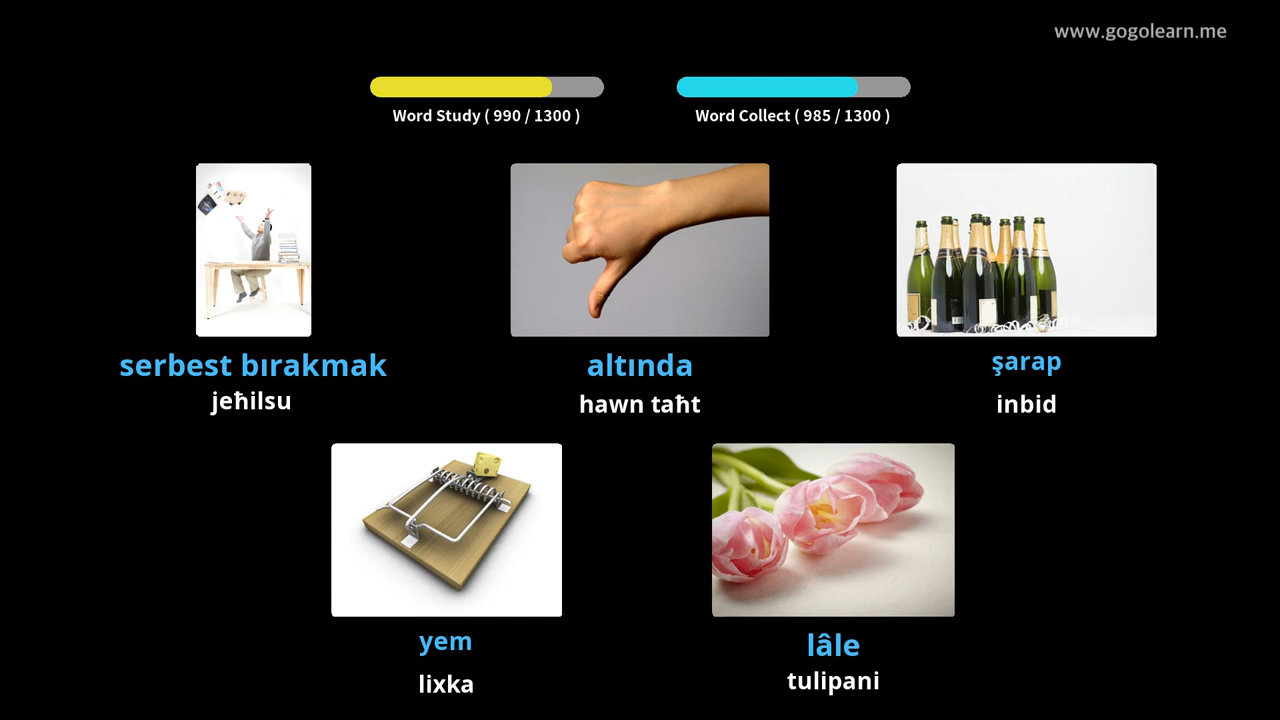 www.gogolearn.me
Word Study ( 990 / 1300 )
Word Collect ( 985 / 1300 )
serbest bırakmak
jeħilsu
altında
hawn taħt
şarap
inbid
yem
lixka
lâle
tulipani